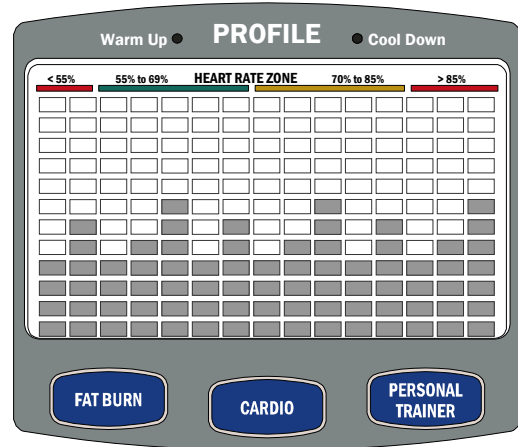 Warm Up PROFILE Cool Down
< 55% 55% to 69% HEART RATE ZONE 70% to 85% > 85%
FAT BURN
CARDIO
PERSONAL
TRAINER